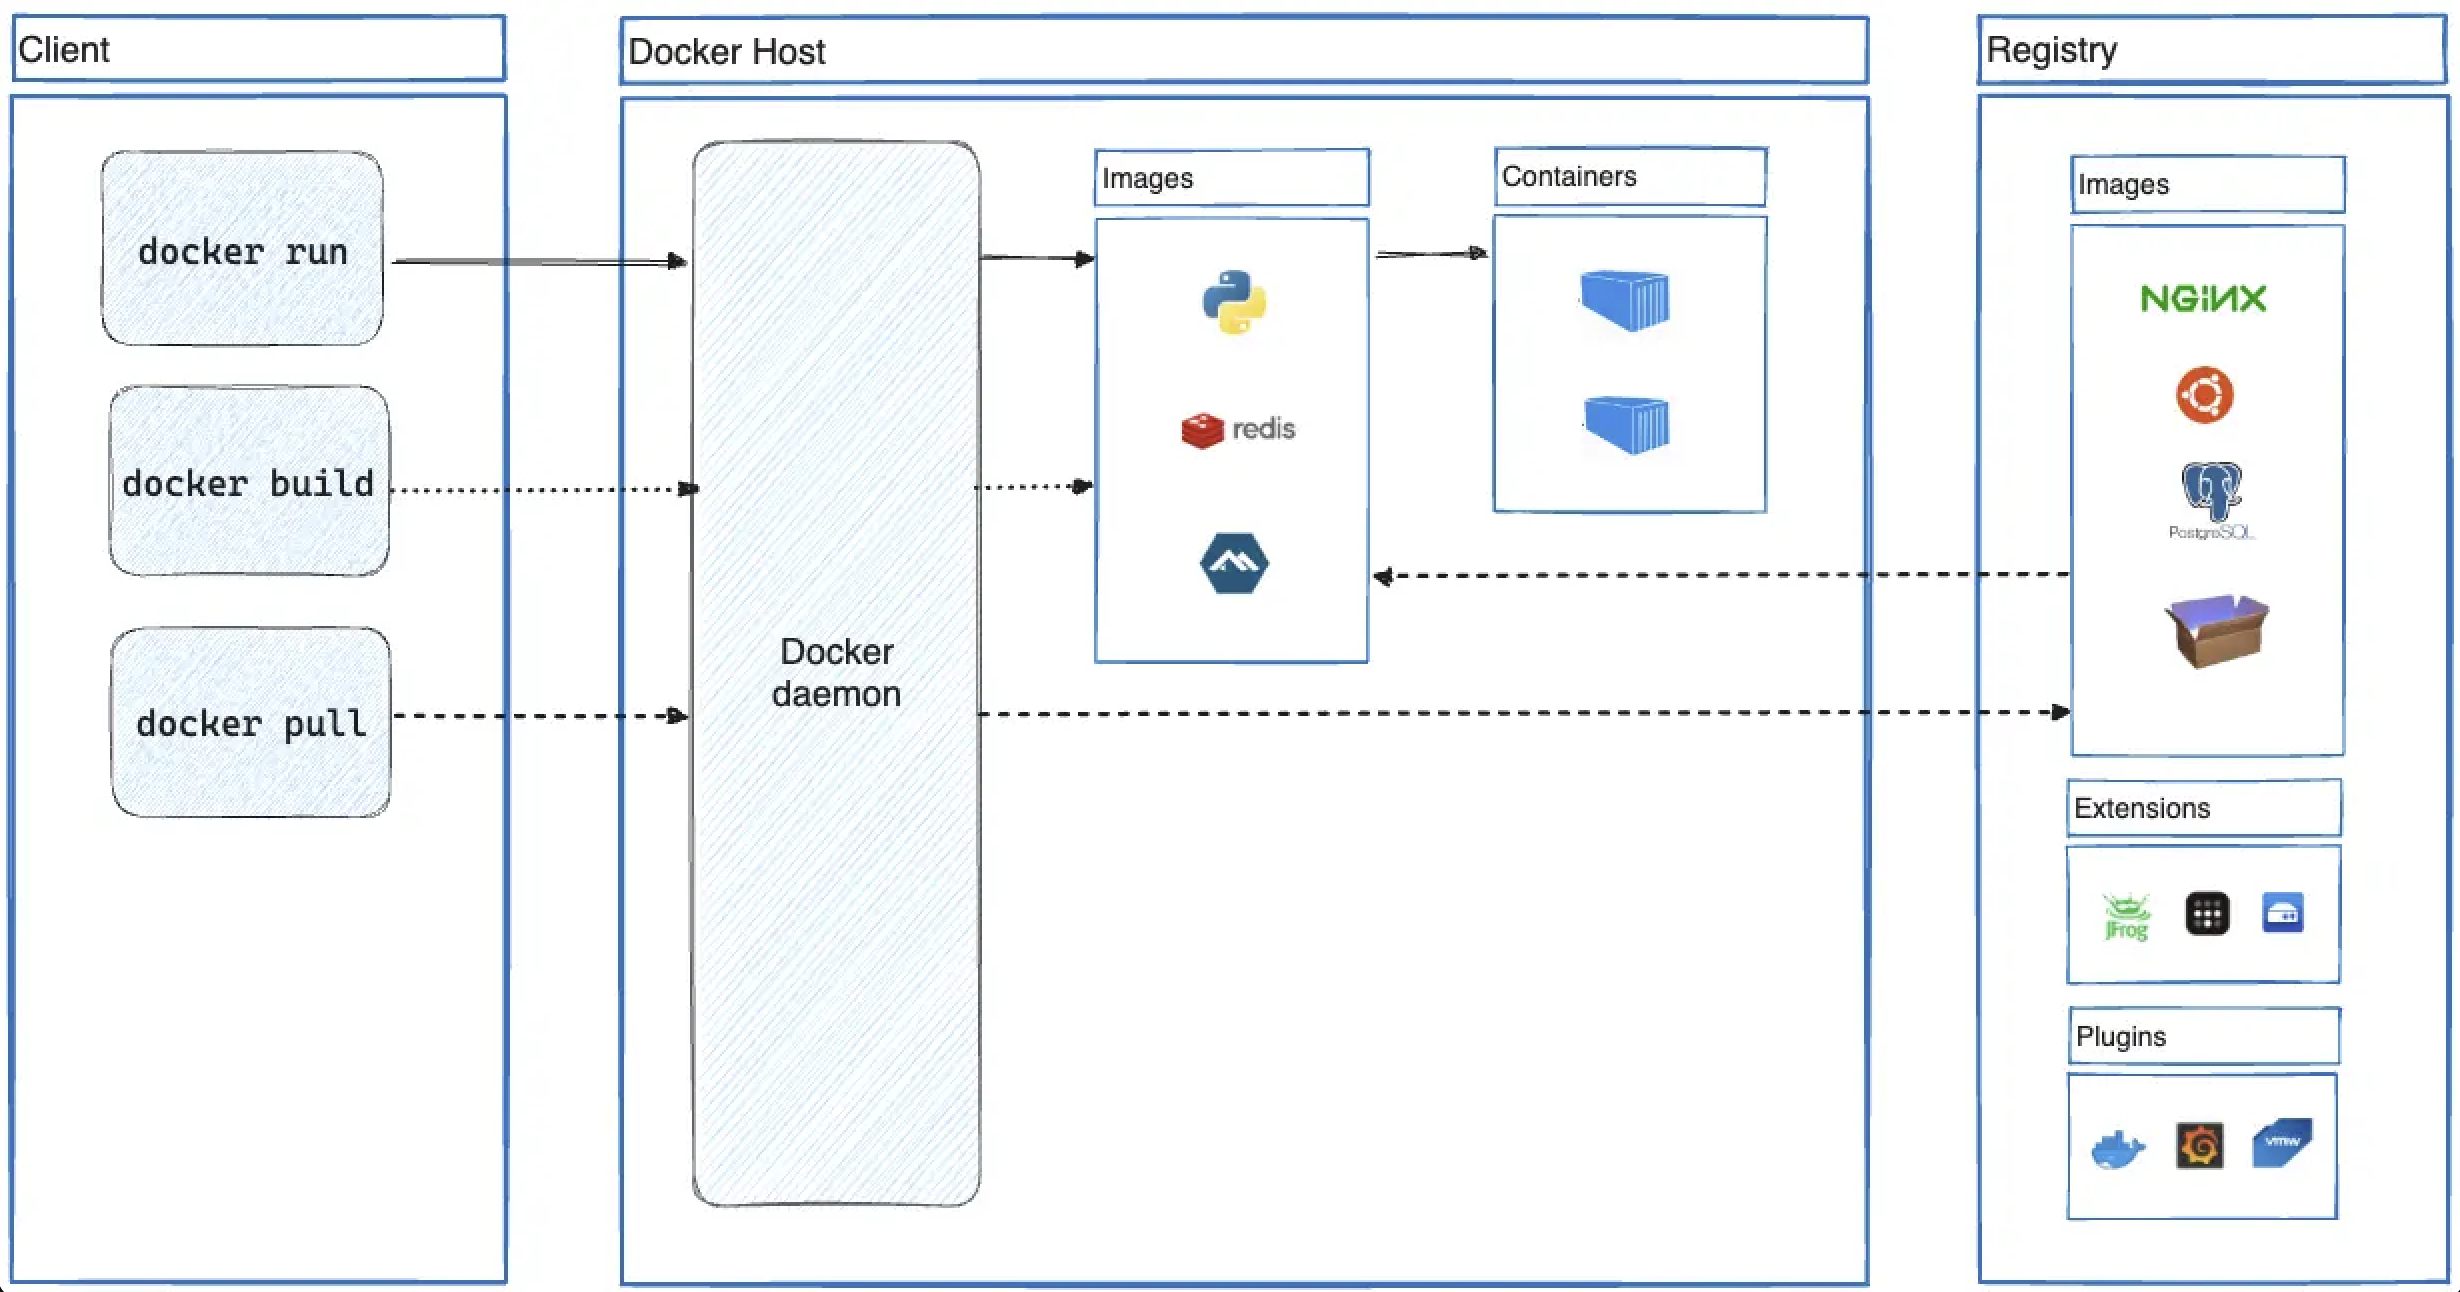 Client
docker run
docker build
docker pull
Docker Host
Docker
daemon
Images
redis
Containers
Registry
Images
NGiNX
PostgreSQL
Extensions
JFrog
Plugins
vmw